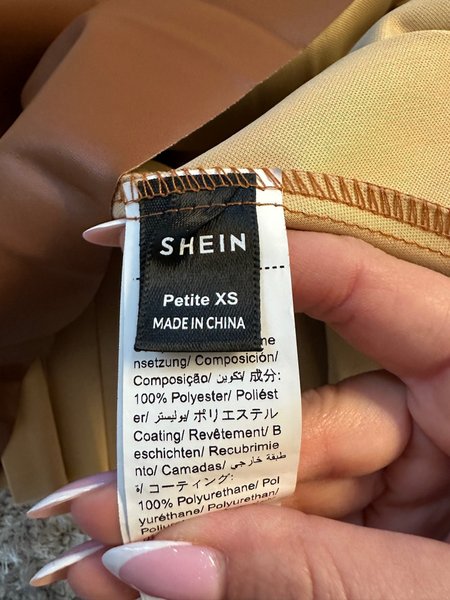 SHEIN
Petite XS
MADE IN CHINA
nsetzung/ Composición/
Composição/ تكوين/ 成分:
100% Polyester/ Poliést
er/ بوليستر/ ポリエステル
Coating/ Revêtement/ B
eschichten/ Recubrimie
nto/ Camadas/ طبقة خارجي
ة/ コーティング:
100% Polyurethane/ Pol
yuréthane/ Polyurethan/